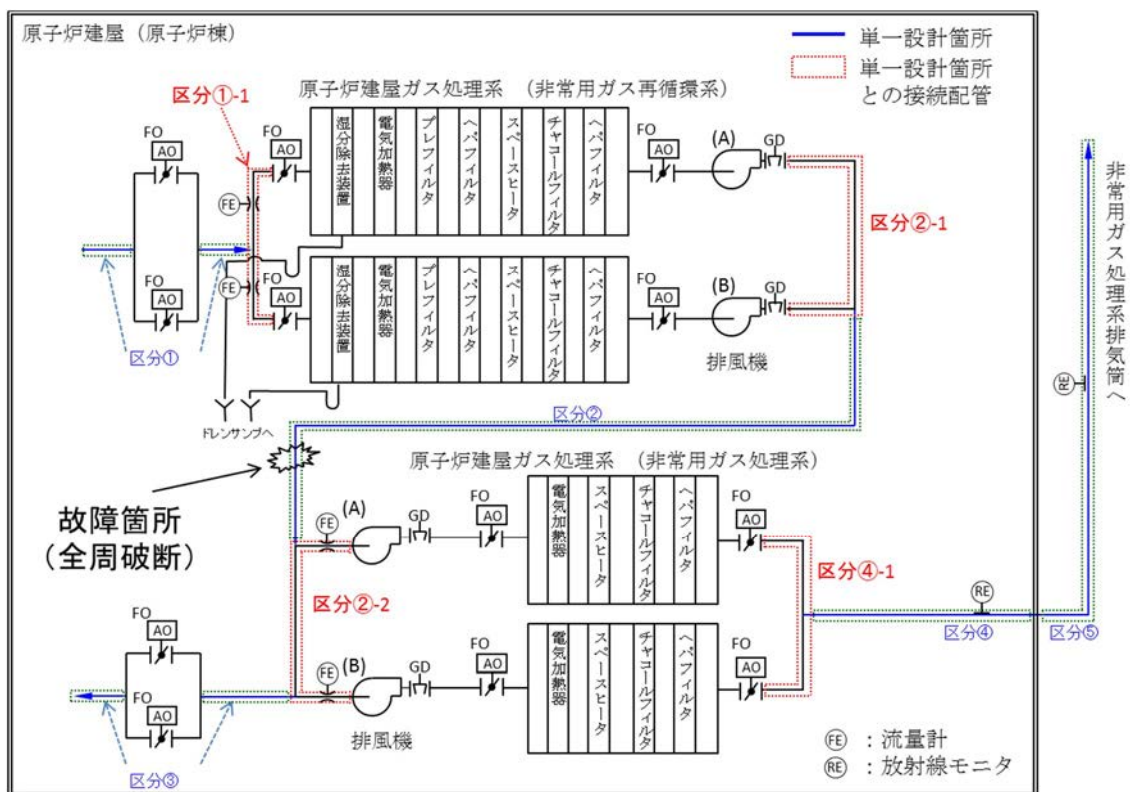 原子炉建屋(原子炉棟)
単一設計箇所
単一設計箇所
との接続配管
原子炉建屋ガス処理系 (非常用ガス再循環系)
区分①-1
FO
AO
FO
AO
湿分除去装置
電気加熱器
プレフィルタ
ヘパフィルタ
スペースヒータ
チャコールフィルタ
ヘパフィルタ
FO
AO
(A)
GD
FE
区分②-1
非常用ガス処理系排気筒へ
FO
AO
FE
FO
AO
湿分除去装置
電気加熱器
プレフィルタ
ヘパフィルタ
スペースヒータ
チャコールフィルタ
ヘパフィルタ
FO
AO
(B)
GD
区分①
排風機
RE
ドレンサンプへ
区分②
原子炉建屋ガス処理系 (非常用ガス処理系)
故障箇所
(全周破断)
FE
(A)
GD
FO
AO
電気加熱器
スペースヒータ
チャコールフィルタ
ヘパフィルタ
FO
AO
区分④-1
区分②-2
RE
区分④
区分⑤
FO
AO
FO
AO
FE
(B)
GD
FO
AO
電気加熱器
スペースヒータ
チャコールフィルタ
ヘパフィルタ
FO
AO
排風機
区分③
FE :流量計
RE :放射線モニタ